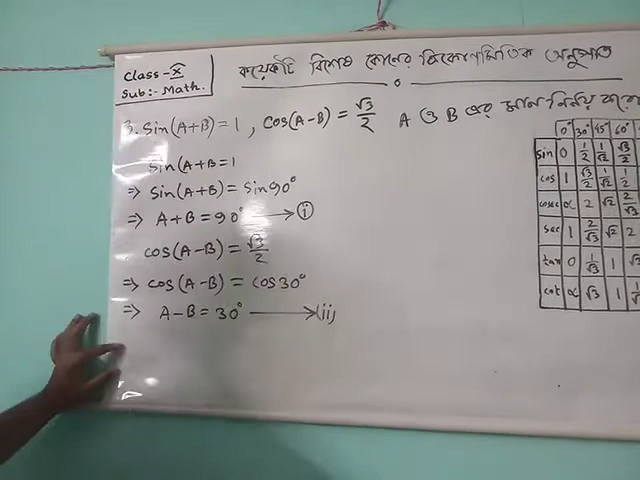 Class-X
Sub:- Math.
কয়েকটি বিশেষ কোনের ত্রিকোণমিতিক অনুপাত
3. Sin(A+B)=1, cos(A-B) = √3/2 A ও B এর মান নির্নয় করো
Sin(A+B=1
⇒ Sin(A+B) = Sin90°
⇒ A+B=90° ⟶ (i)
cos(A-B) = √3/2
⇒ cos(A-B) = cos30°
⇒ A-B=30° ⟶ (ii)
0° 30° 45° 60°
sin 0 1/2 1/√2 √3/2
cos 1 √3/2 1/√2 1/2
cosec α 2 √2 2/√3
sec 1 2/√3 √2 2
tan 0 1/√3 1 √3
cot α √3 1 1/√